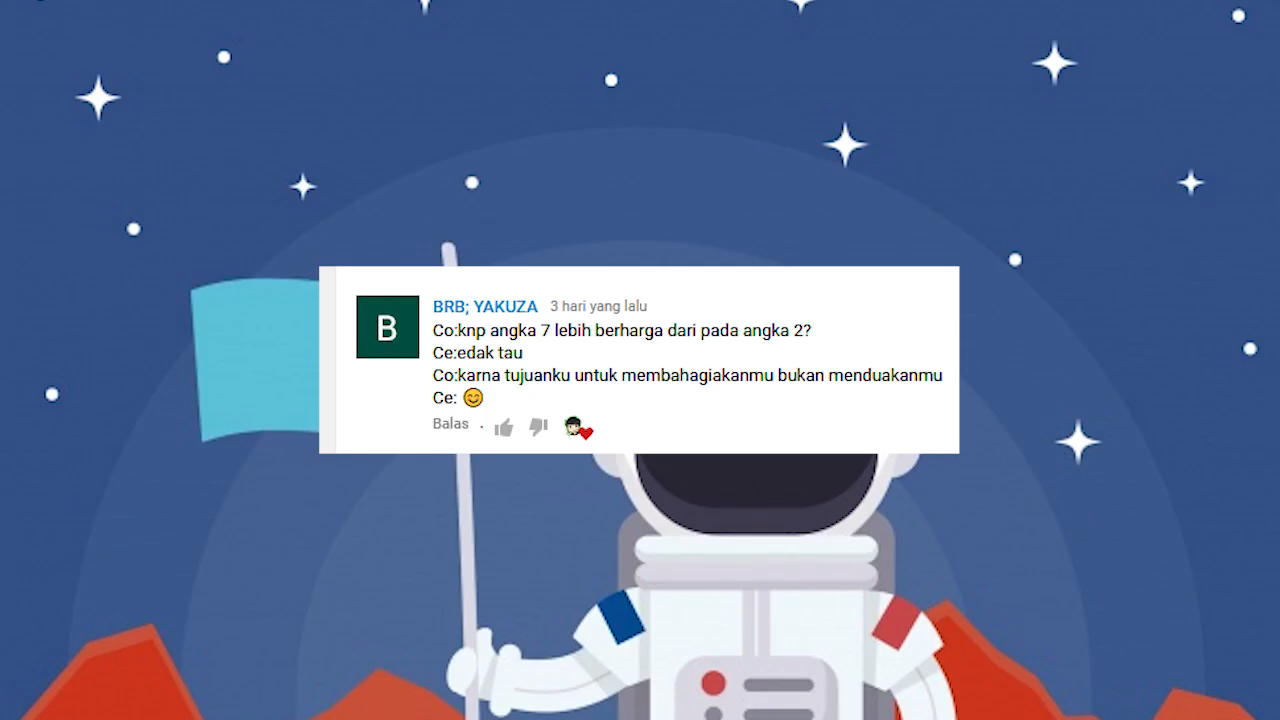 B
BRB; YAKUZA 3 hari yang lalu
Co:knp angka 7 lebih berharga dari pada angka 2?
Ce:edak tau
Co:karna tujuanku untuk membahagiakanmu bukan menduakanmu
Ce: 😊
Balas ·